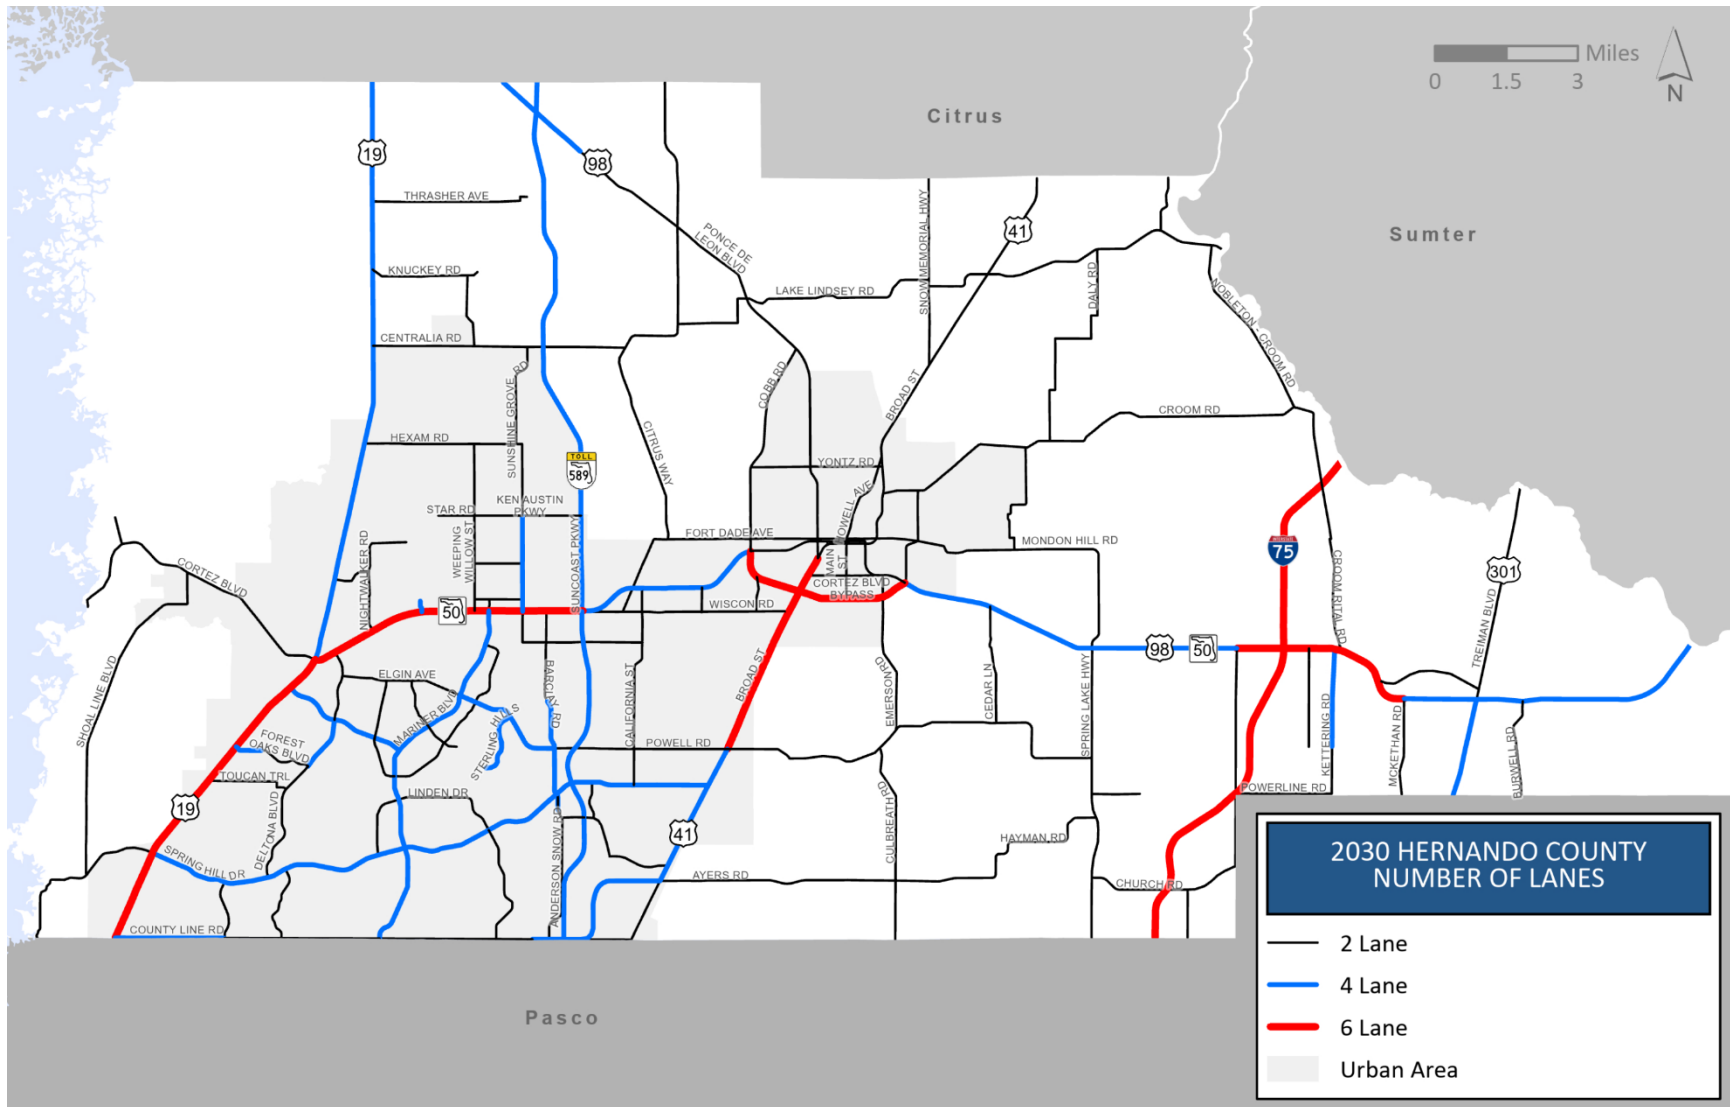 Miles
0 1.5 3
N
Citrus
Sumter
Pasco
19
98
THRASHER AVE
PONCE DE
LEON BLVD
41
SNOW MEMORIAL HWY
KNUCKEY RD
LAKE LINDSEY RD
DALY RD
NOBLETON - CROOM RD
CENTRALIA RD
SUNSHINE GROVE RD
COBB RD
BROAD ST
CROOM RD
HEXAM RD
CITRUS WAY
TOLL
589
YONTZ RD
HOWELL AVE
KEN AUSTIN
PKWY
STAR RD
WEEPING
WILLOW ST
SUNCOAST PKWY
FORT DADE AVE
MAIN
ST
MONDON HILL RD
INTERSTATE
75
CROOM RITAL RD
301
TREIMAN BLVD
CORTEZ BLVD
NIGHTWALKER RD
50
WISCON RD
CORTEZ BLVD
BYPASS
98
50
SHOAL LINE BLVD
ELGIN AVE
MARINER BLVD
BARCLAY RD
CALIFORNIA ST
BROAD ST
EMERSON RD
CEDAR LN
SPRING LAKE HWY
KETTERING RD
MCKETHAN RD
BURWELL RD
FOREST
OAKS BLVD
STERLING HILLS
POWELL RD
TOUCAN TRL
LINDEN DR
POWERLINE RD
19
DELTONA BLVD
ANDERSON SNOW RD
41
CULBREATH RD
HAYMAN RD
SPRING HILL DR
AYERS RD
CHURCH RD
COUNTY LINE RD
2030 HERNANDO COUNTY
NUMBER OF LANES
2 Lane
4 Lane
6 Lane
Urban Area